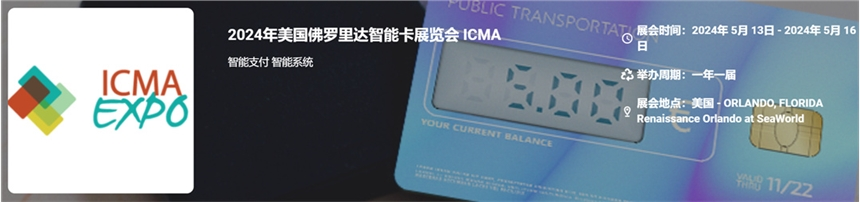 ICMA
EXPO
2024年美国佛罗里达智能卡展览会 ICMA
智能支付 智能系统
PUBLIC TRANSPORTATION
5.00
€
YOUR CURRENT BALANCE
VALID
THRU 11/22
展会时间：2024年 5月 13日 - 2024年 5月 16
日
举办周期：一年一届
展会地点：美国 - ORLANDO, FLORIDA
Renaissance Orlando at SeaWorld